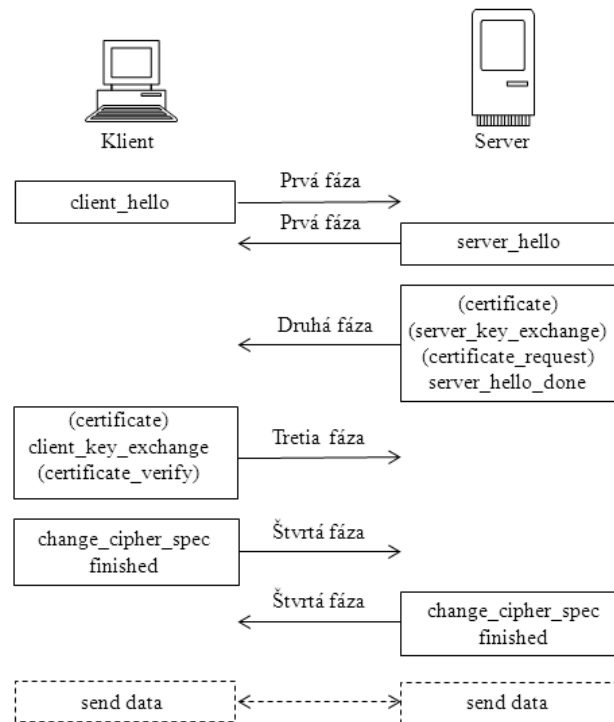 Klient
Server
Prvá fáza
client_hello
Prvá fáza
server_hello
(certificate)
(server_key_exchange)
Druhá fáza
(certificate_request)
server_hello_done
(certificate)
client_key_exchange
Tretia fáza
(certificate_verify)
Štvrtá fáza
change_cipher_spec
finished
Štvrtá fáza
change_cipher_spec
finished
send data
send data